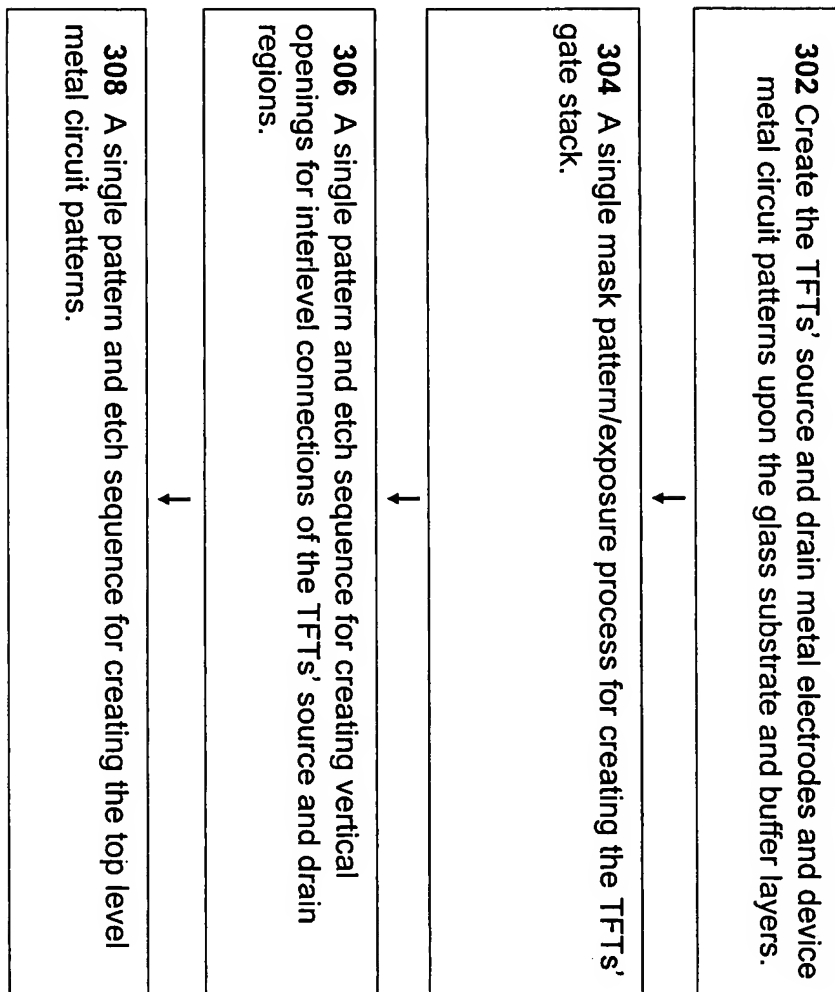 302 Create the TFTs' source and drain metal electrodes and device
metal circuit patterns upon the glass substrate and buffer layers.
304 A single mask pattern/exposure process for creating the TFTs'
gate stack.
306 A single pattern and etch sequence for creating vertical
openings for interlevel connections of the TFTs' source and drain
regions.
308 A single pattern and etch sequence for creating the top level
metal circuit patterns.